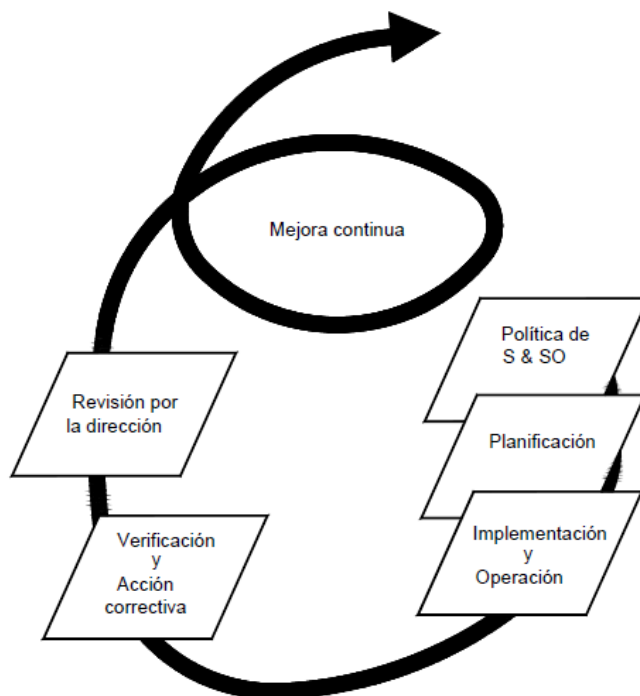 Mejora continua
Política de
S & SO
Planificación
Implementación
y
Operación
Verificación
y
Acción
correctiva
Revisión por
la dirección